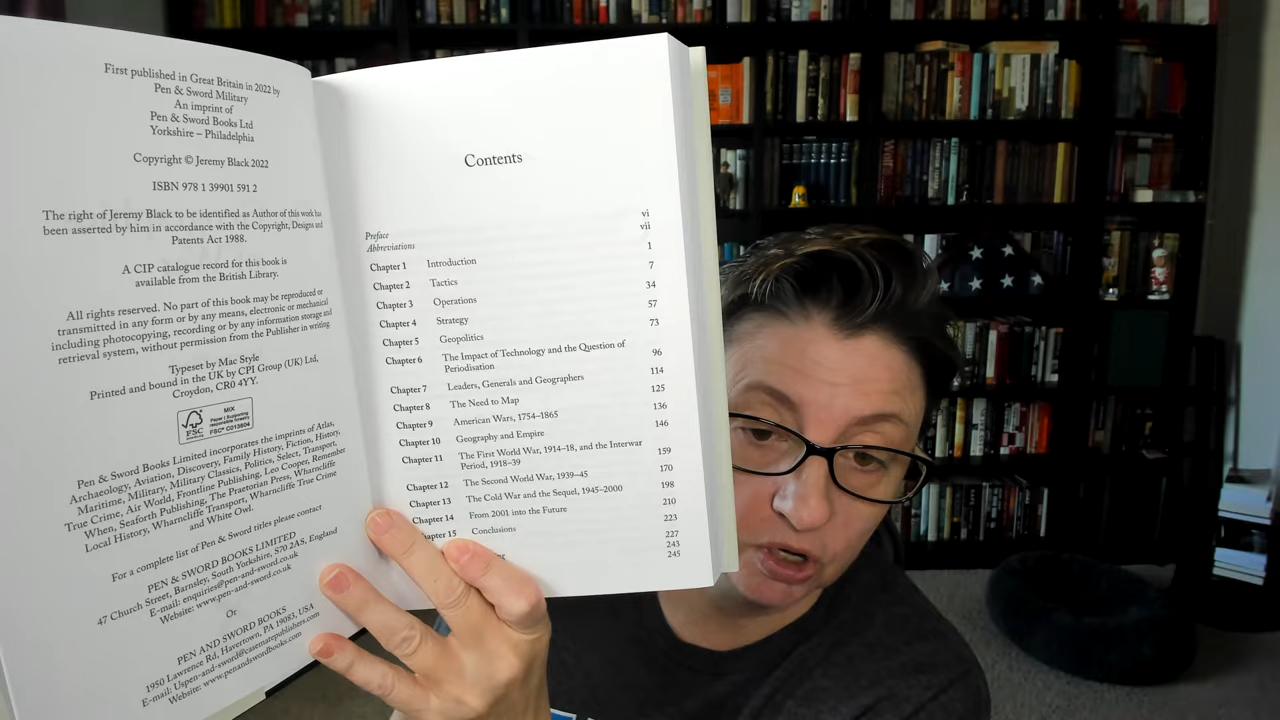 First published in Great Britain in 2022 by
Pen & Sword Military
An imprint of
Pen & Sword Books Ltd
Yorkshire – Philadelphia
Copyright © Jeremy Black 2022
ISBN 978 1 39901 591 2
The right of Jeremy Black to be identified as Author of this work has
been asserted by him in accordance with the Copyright, Designs and
Patents Act 1988.
A CIP catalogue record for this book is
available from the British Library.
All rights reserved. No part of this book may be reproduced or
transmitted in any form or by any means, electronic or mechanical
including photocopying, recording or by any information storage and
retrieval system, without permission from the Publisher in writing.
Typeset by Mac Style
Printed and bound in the UK by CPI Group (UK) Ltd,
Croydon, CR0 4YY.
FSC
MIX
Paper | Supporting
responsible forestry
FSC® C013604
Pen & Sword Books Limited incorporates the imprints of Atlas,
Archaeology, Aviation, Discovery, Family History, Fiction, History,
Maritime, Military, Military Classics, Politics, Select, Transport,
True Crime, Air World, Frontline Publishing, Leo Cooper, Remember
When, Seaforth Publishing, The Praetorian Press, Wharncliffe
Local History, Wharncliffe Transport, Wharncliffe True Crime
and White Owl.
For a complete list of Pen & Sword titles please contact
PEN & SWORD BOOKS LIMITED
47 Church Street, Barnsley, South Yorkshire, S70 2AS, England
E-mail: enquiries@pen-and-sword.co.uk
Website: www.pen-and-sword.co.uk
Or
PEN AND SWORD BOOKS
1950 Lawrence Rd, Havertown, PA 19083, USA
E-mail: Uspen-and-sword@casematepublishers.com
Website: www.penandswordbooks.com
Contents
Preface vi
Abbreviations vii
Chapter 1 Introduction 1
Chapter 2 Tactics 7
Chapter 3 Operations 34
Chapter 4 Strategy 57
Chapter 5 Geopolitics 73
Chapter 6 The Impact of Technology and the Question of
Periodisation 96
Chapter 7 Leaders, Generals and Geographers 114
Chapter 8 The Need to Map 125
Chapter 9 American Wars, 1754–1865 136
Chapter 10 Geography and Empire 146
Chapter 11 The First World War, 1914–18, and the Interwar
Period, 1918–39 159
Chapter 12 The Second World War, 1939–45 170
Chapter 13 The Cold War and the Sequel, 1945–2000 198
Chapter 14 From 2001 into the Future 210
apter 15 Conclusions 223
227
243
245